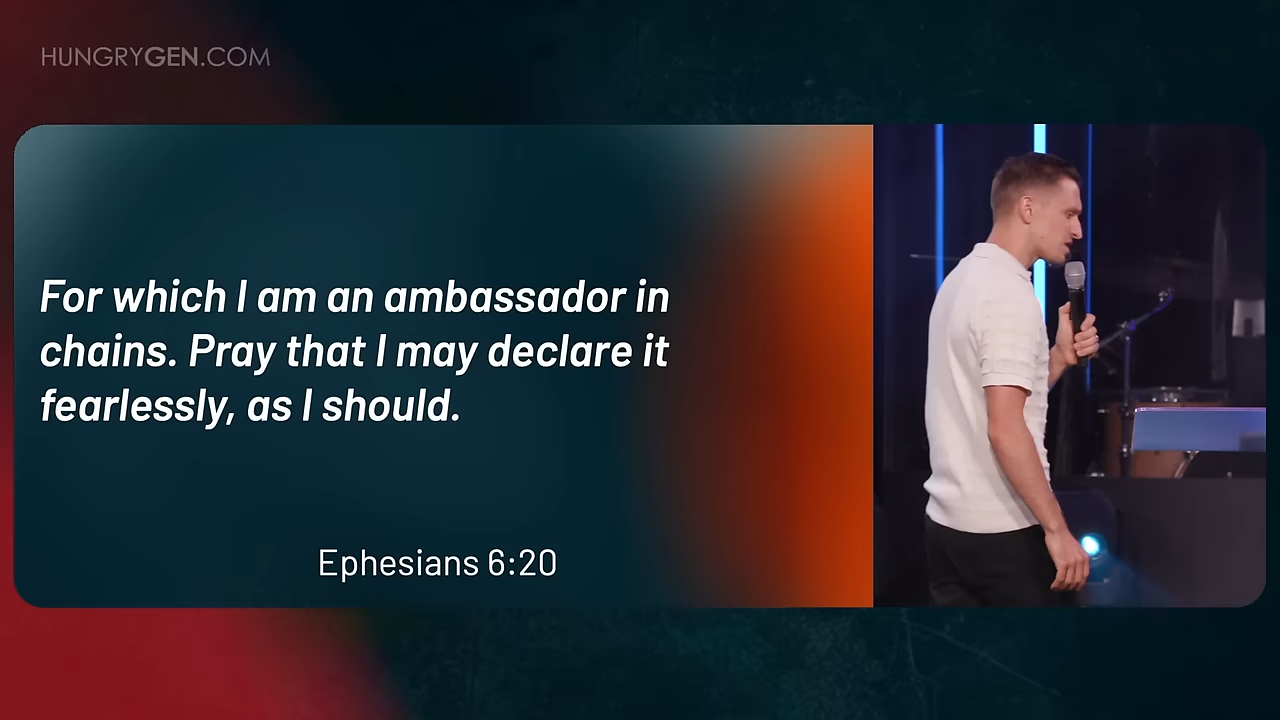 HUNGRYGEN.COM
For which I am an ambassador in
chains. Pray that I may declare it
fearlessly, as I should.
Ephesians 6:20